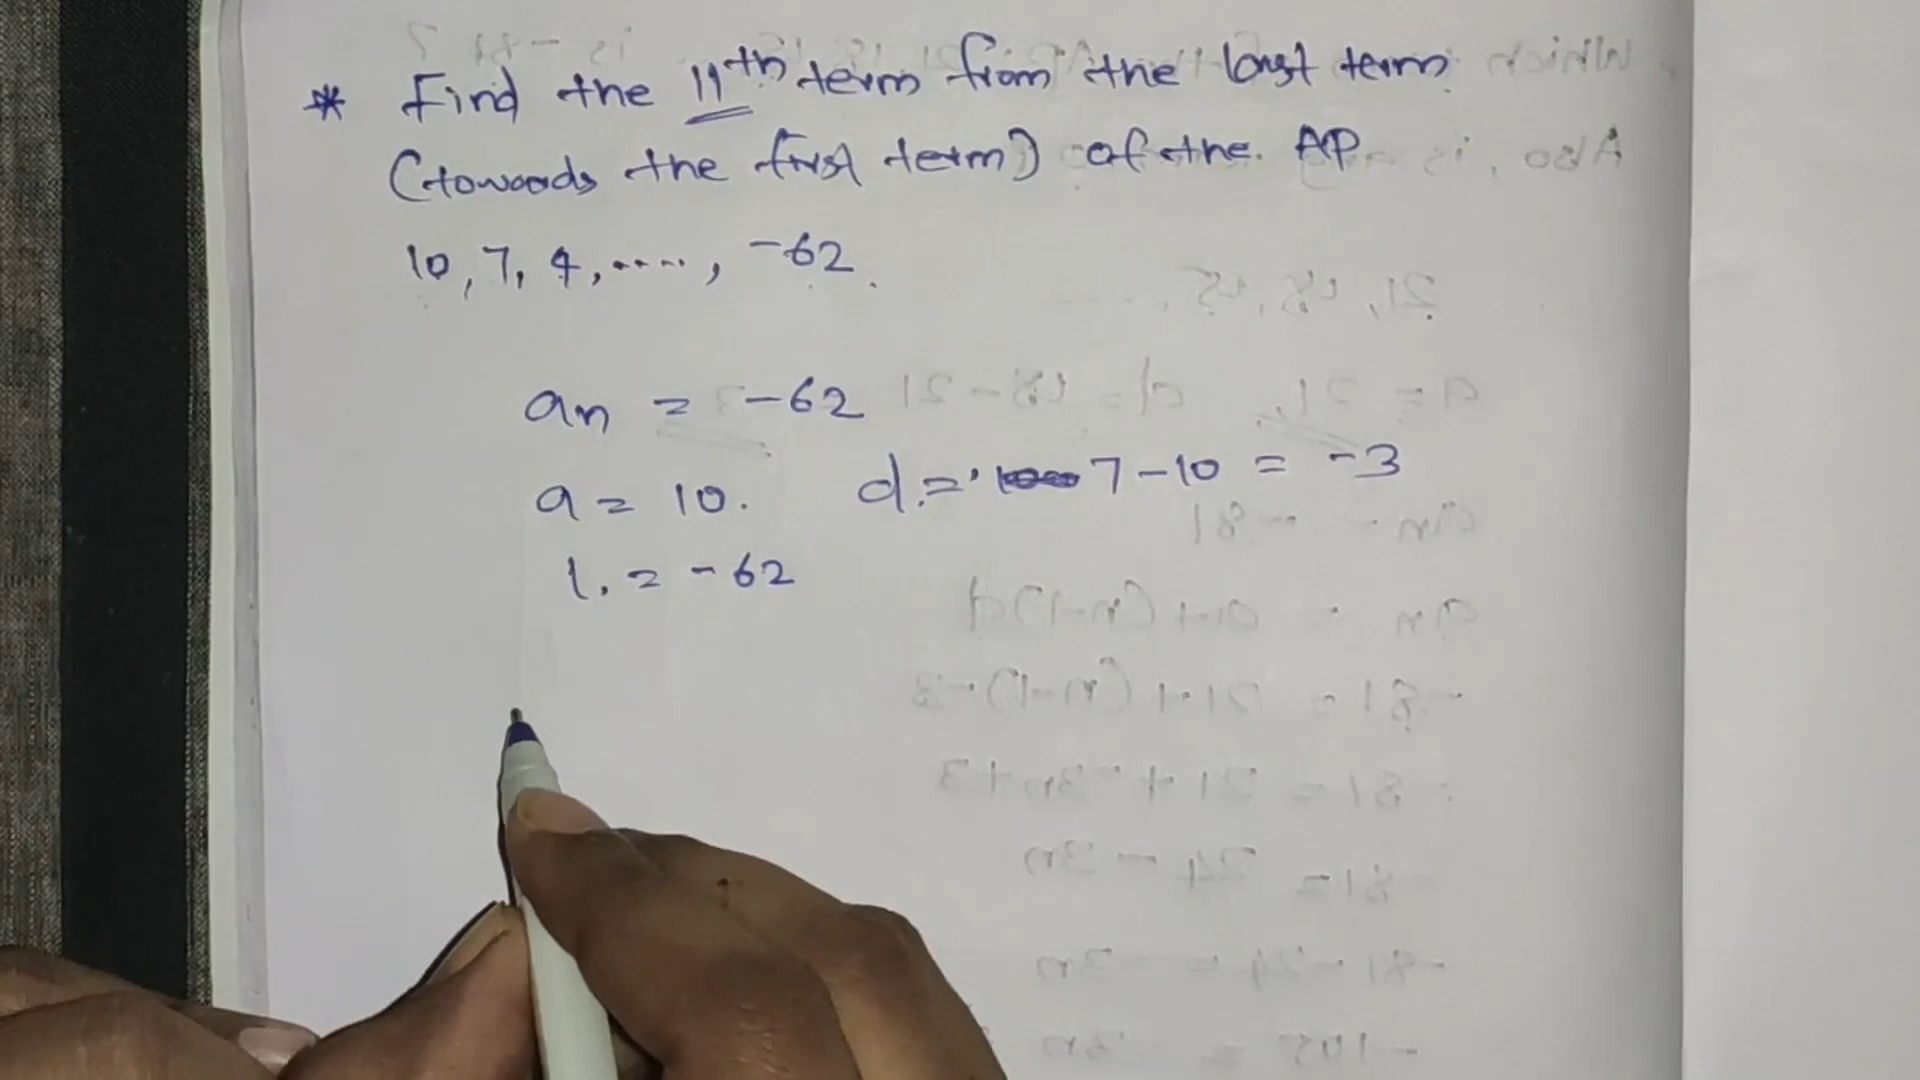 * Find the 11th term from the last term
(towards the first term) of the AP
10, 7, 4, ...., -62.
an = -62
a = 10. d = 7 - 10 = -3
l. = -62